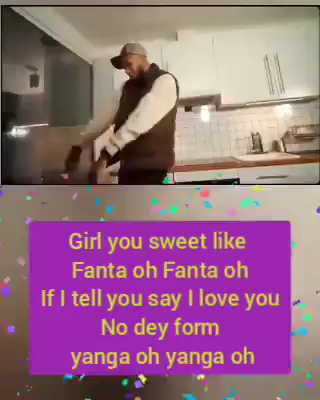 Girl you sweet like
Fanta oh Fanta oh
If I tell you say I love you
No dey form
yanga oh yanga oh